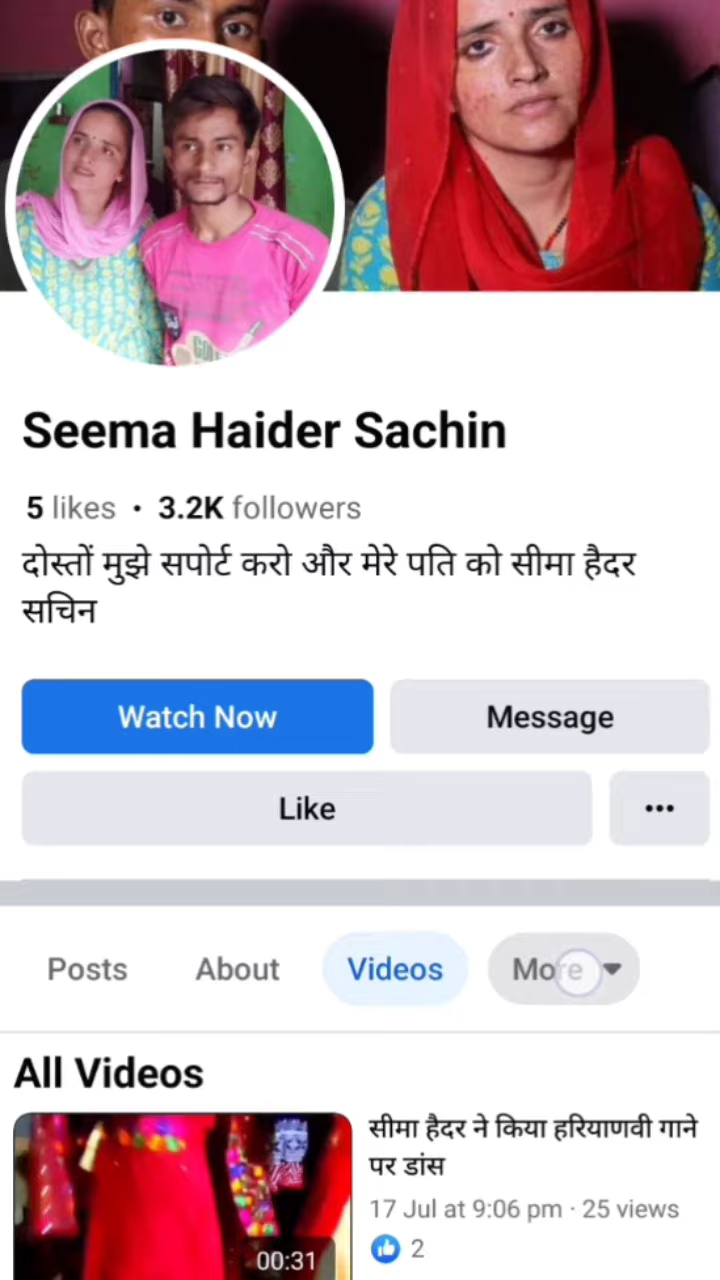 Seema Haider Sachin
5 likes • 3.2K followers
दोस्तों मुझे सपोर्ट करो और मेरे पति को सीमा हैदर
सचिन
Watch Now
Message
Like
...
Posts
About
Videos
More
All Videos
सीमा हैदर ने किया हरियाणवी गाने
पर डांस
17 Jul at 9:06 pm · 25 views
2
00:31